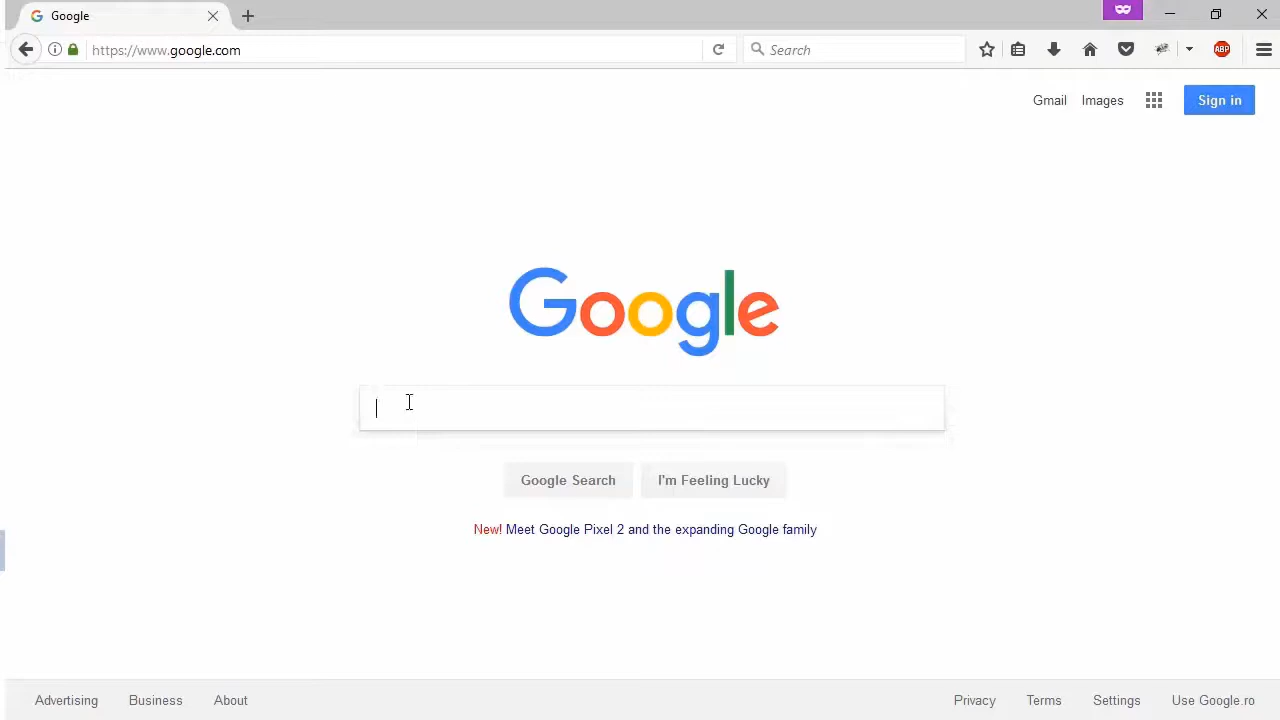 Google
https://www.google.com
Search
ABP
Gmail Images Sign in
Google
Google Search I'm Feeling Lucky
New! Meet Google Pixel 2 and the expanding Google family
Advertising Business About Privacy Terms Settings Use Google.ro